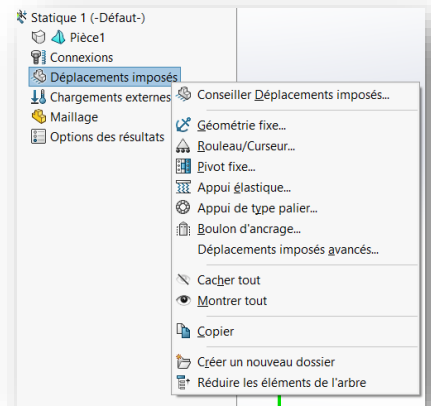 Statique 1 (-Défaut-)
Pièce1
Connexions
Déplacements imposés
Chargements externes
Maillage
Options des résultats
Conseiller Déplacements imposés...
Géométrie fixe...
Rouleau/Curseur...
Pivot fixe...
Appui élastique...
Appui de type palier...
Boulon d'ancrage...
Déplacements imposés avancés...
Cacher tout
Montrer tout
Copier
Créer un nouveau dossier
Réduire les éléments de l'arbre